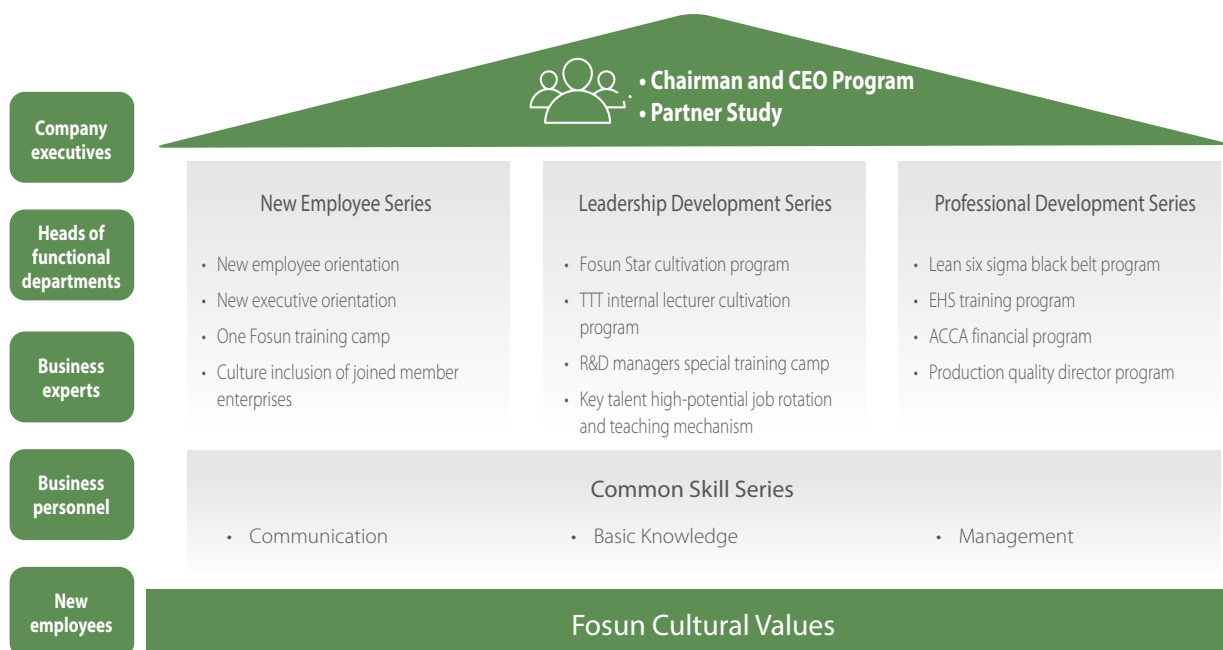 • Chairman and CEO Program
• Partner Study
Company
executives
Heads of
functional
departments
Business
experts
Business
personnel
New
employees
New Employee Series
• New employee orientation
• New executive orientation
• One Fosun training camp
• Culture inclusion of joined member
enterprises
Leadership Development Series
• Fosun Star cultivation program
• TTT internal lecturer cultivation
program
• R&D managers special training camp
• Key talent high-potential job rotation
and teaching mechanism
Professional Development Series
• Lean six sigma black belt program
• EHS training program
• ACCA financial program
• Production quality director program
Common Skill Series
• Communication
• Basic Knowledge
• Management
Fosun Cultural Values